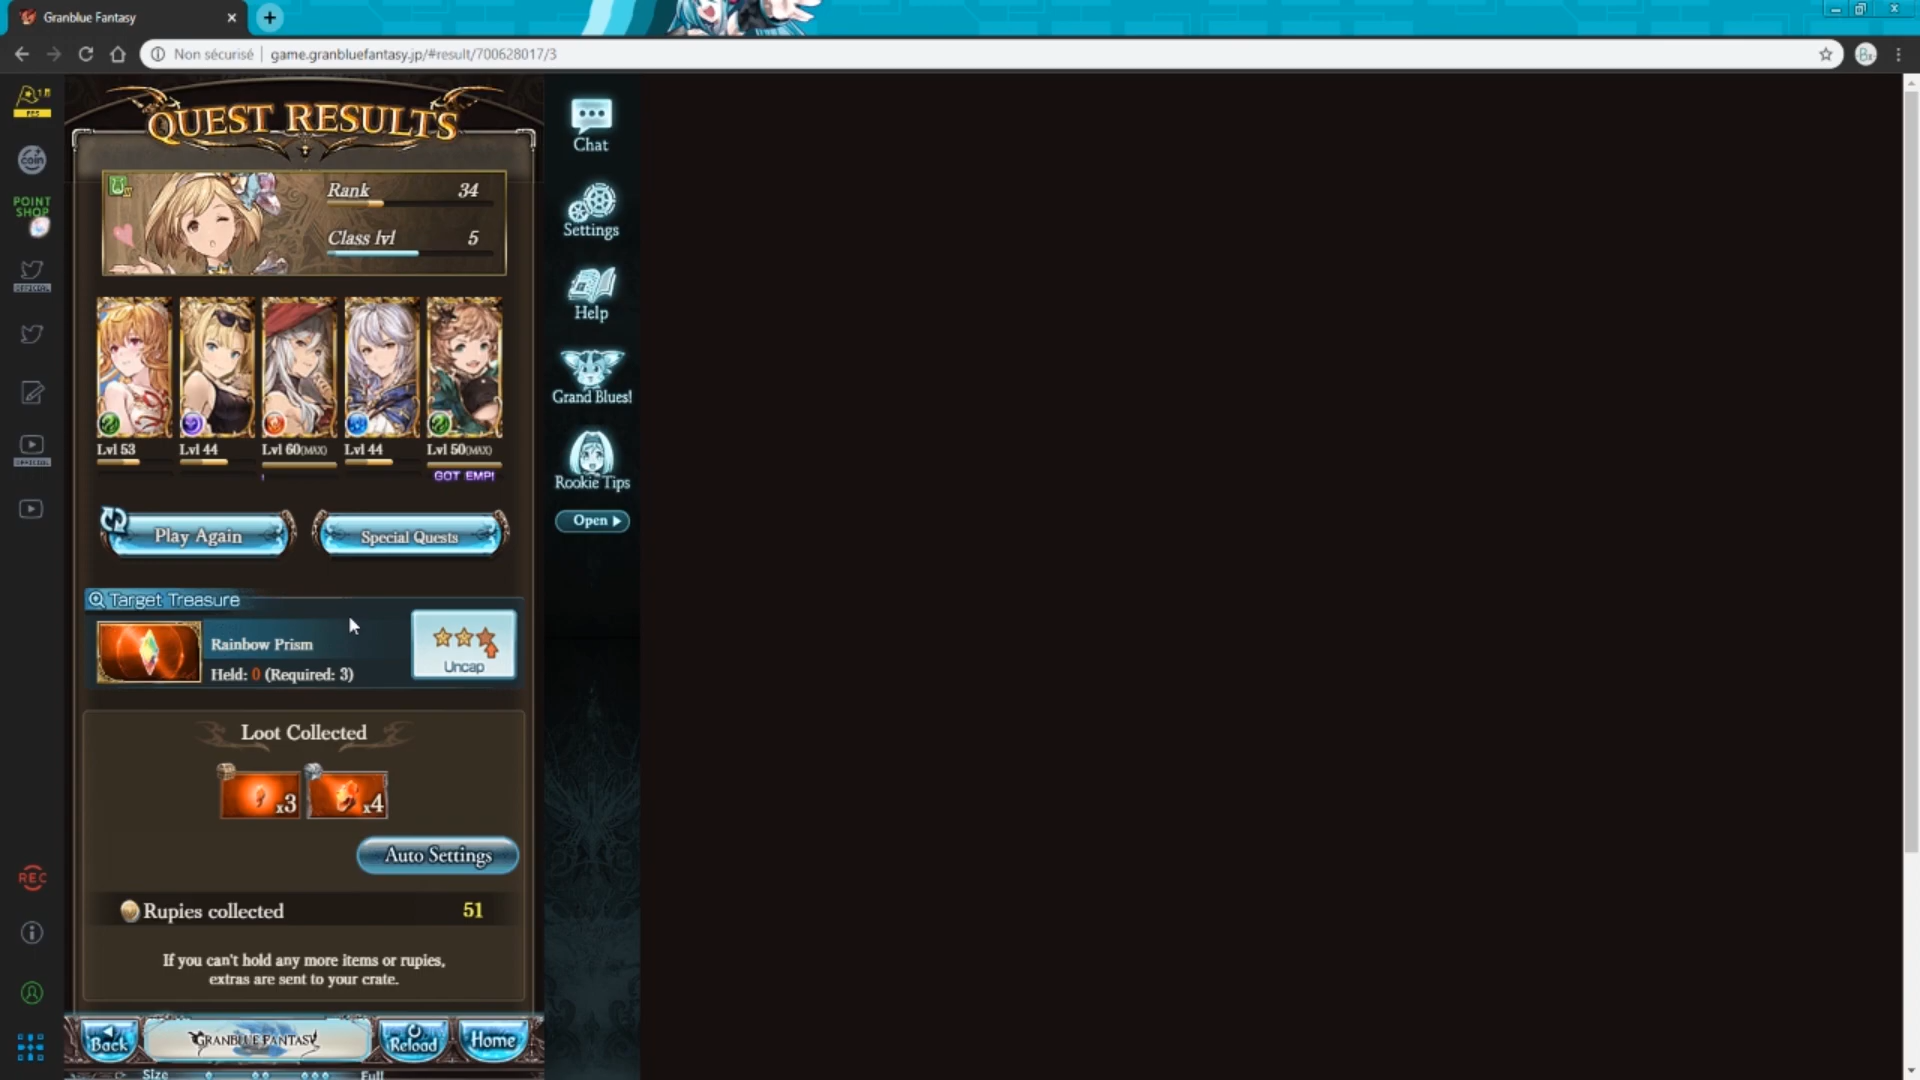 Granblue Fantasy
Non sécurisé
game.granbluefantasy.jp/#result/700628017/3
QUEST RESULTS
Rank 34
Class lvl 5
Lvl 53
Lvl 44
Lvl 60(MAX)
Lvl 44
Lvl 50(MAX)
GOT EMP!
Play Again
Special Quests
Target Treasure
Rainbow Prism
Held: 0 (Required: 3)
Uncap
Loot Collected
x3
x4
Auto Settings
Rupies collected 51
If you can't hold any more items or rupies,
extras are sent to your crate.
Back
GRANBLUE FANTASY
Reload
Home
Size
Full
Chat
Settings
Help
Grand Blues!
Rookie Tips
Open
coin
POINT
SHOP
OFFICIAL
OFFICIAL
REC